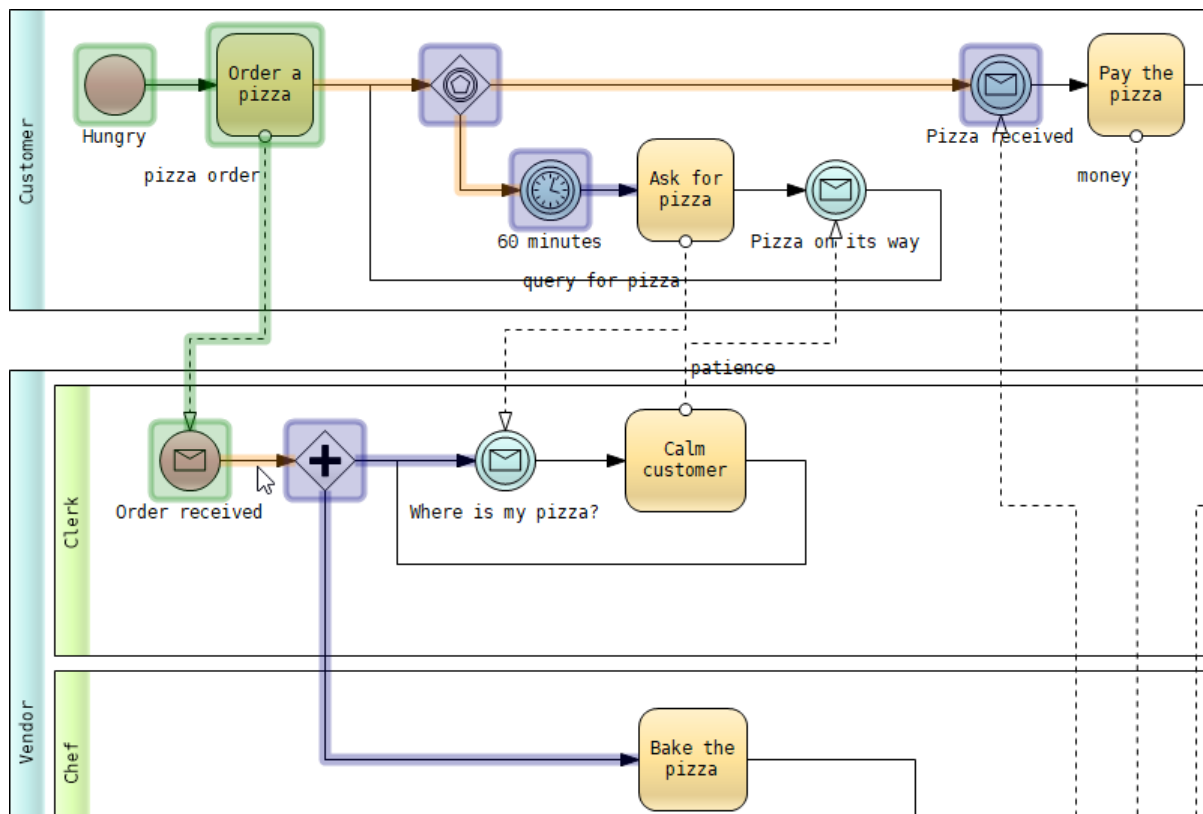 Customer
Order a
pizza
Hungry
pizza order
Pizza received
Pay the
pizza
money
Ask for
pizza
60 minutes
Pizza on its way
query for pizza
patience
Vendor
Clerk
Order received
Where is my pizza?
Calm
customer
Chef
Bake the
pizza